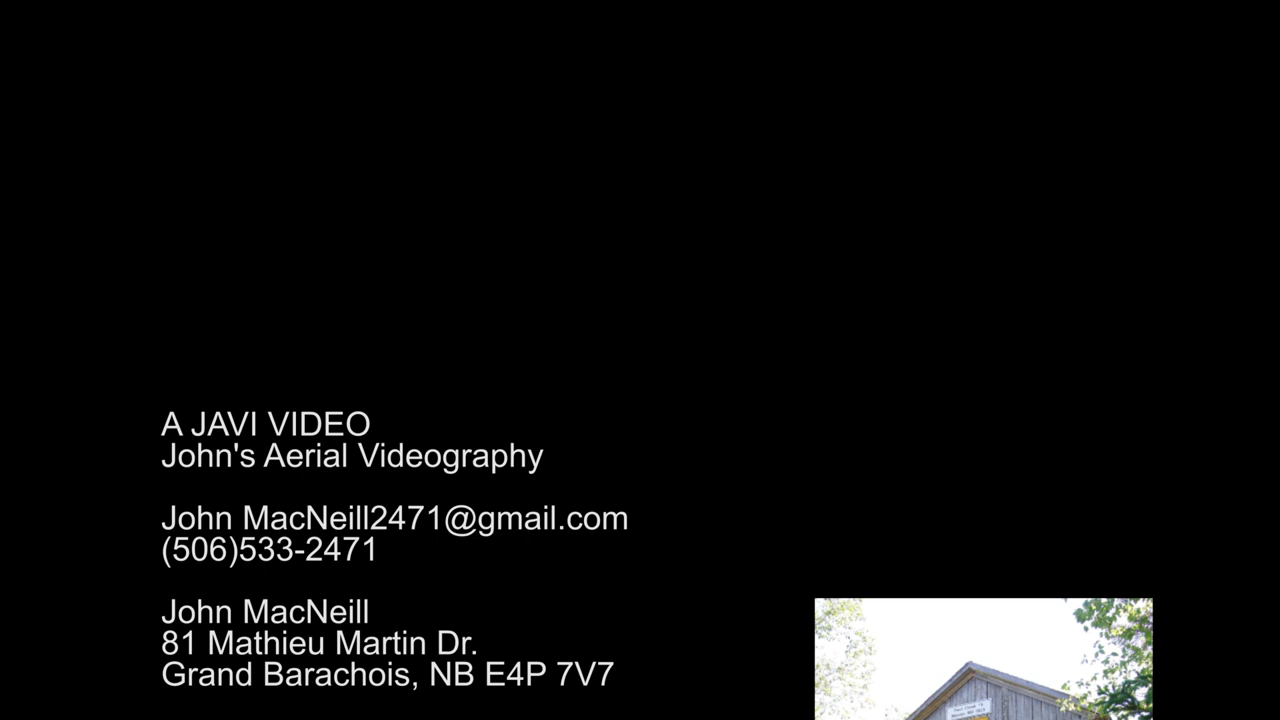 A JAVI VIDEO
John's Aerial Videography
John MacNeill2471@gmail.com
(506)533-2471
John MacNeill
81 Mathieu Martin Dr.
Grand Barachois, NB E4P 7V7